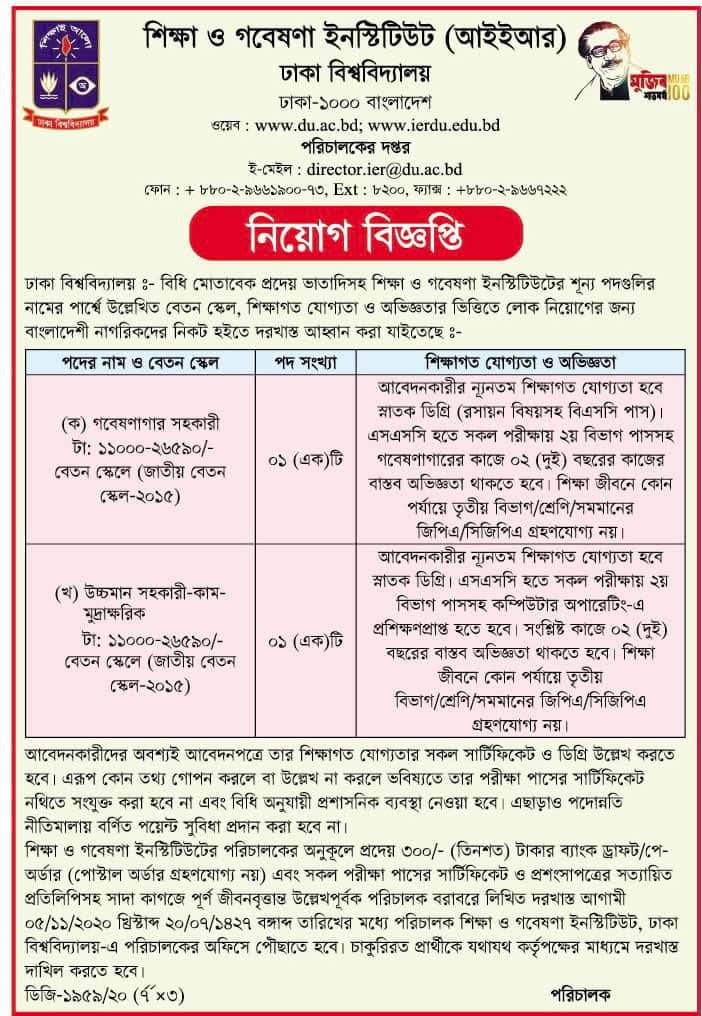 শিক্ষাই আলো
ঢাকা বিশ্ববিদ্যালয়
শিক্ষা ও গবেষণা ইনস্টিটিউট (আইইআর)
ঢাকা বিশ্ববিদ্যালয়
ঢাকা-১০০০ বাংলাদেশ
ওয়েব : www.du.ac.bd; www.ierdu.edu.bd
পরিচালকের দপ্তর
ই-মেইল : director.ier@du.ac.bd
ফোন : + ৮৮০-২-৯৬৬১৯০০-৭৩, Ext : ৮২০০, ফ্যাক্স : +৮৮০-২-৯৬৬৭২২২
মুজিব MUJIB
শতবর্ষ 100
নিয়োগ বিজ্ঞপ্তি
ঢাকা বিশ্ববিদ্যালয় ঃ- বিধি মোতাবেক প্রদেয় ভাতাদিসহ শিক্ষা ও গবেষণা ইনস্টিটিউটের শূন্য পদগুলির
নামের পার্শ্বে উল্লেখিত বেতন স্কেল, শিক্ষাগত যোগ্যতা ও অভিজ্ঞতার ভিত্তিতে লোক নিয়োগের জন্য
বাংলাদেশী নাগরিকদের নিকট হইতে দরখাস্ত আহ্বান করা যাইতেছে ঃ-
পদের নাম ও বেতন স্কেল
পদ সংখ্যা
শিক্ষাগত যোগ্যতা ও অভিজ্ঞতা
(ক) গবেষণাগার সহকারী
টা: ১১০০০-২৬৫৯০/-
বেতন স্কেলে (জাতীয় বেতন
স্কেল-২০১৫)
০১ (এক)টি
আবেদনকারীর ন্যূনতম শিক্ষাগত যোগ্যতা হবে
স্নাতক ডিগ্রি (রসায়ন বিষয়সহ বিএসসি পাস)।
এসএসসি হতে সকল পরীক্ষায় ২য় বিভাগ পাসসহ
গবেষণাগারের কাজে ০২ (দুই) বছরের কাজের
বাস্তব অভিজ্ঞতা থাকতে হবে। শিক্ষা জীবনে কোন
পর্যায়ে তৃতীয় বিভাগ/শ্রেণি/সমমানের
জিপিএ/সিজিপিএ গ্রহণযোগ্য নয়।
(খ) উচ্চমান সহকারী-কাম-
মুদ্রাক্ষরিক
টা: ১১০০০-২৬৫৯০/-
বেতন স্কেলে (জাতীয় বেতন
স্কেল-২০১৫)
০১ (এক)টি
আবেদনকারীর ন্যূনতম শিক্ষাগত যোগ্যতা হবে
স্নাতক ডিগ্রি। এসএসসি হতে সকল পরীক্ষায় ২য়
বিভাগ পাসসহ কম্পিউটার অপারেটিং-এ
প্রশিক্ষণপ্রাপ্ত হতে হবে। সংশ্লিষ্ট কাজে ০২ (দুই)
বছরের বাস্তব অভিজ্ঞতা থাকতে হবে। শিক্ষা
জীবনে কোন পর্যায়ে তৃতীয়
বিভাগ/শ্রেণি/সমমানের জিপিএ/সিজিপিএ
গ্রহণযোগ্য নয়।
আবেদনকারীদের অবশ্যই আবেদনপত্রে তার শিক্ষাগত যোগ্যতার সকল সার্টিফিকেট ও ডিগ্রি উল্লেখ করতে
হবে। এরূপ কোন তথ্য গোপন করলে বা উল্লেখ না করলে ভবিষ্যতে তার পরীক্ষা পাসের সার্টিফিকেট
নথিতে সংযুক্ত করা হবে না এবং বিধি অনুযায়ী প্রশাসনিক ব্যবস্থা নেওয়া হবে। এছাড়াও পদোন্নতি
নীতিমালায় বর্ণিত পয়েন্ট সুবিধা প্রদান করা হবে না।
শিক্ষা ও গবেষণা ইনস্টিটিউটের পরিচালকের অনুকূলে প্রদেয় ৩০০/- (তিনশত) টাকার ব্যাংক ড্রাফট/পে-
অর্ডার (পোস্টাল অর্ডার গ্রহণযোগ্য নয়) এবং সকল পরীক্ষা পাসের সার্টিফিকেট ও প্রশংসাপত্রের সত্যায়িত
প্রতিলিপিসহ সাদা কাগজে পূর্ণ জীবনবৃত্তান্ত উল্লেখপূর্বক পরিচালক বরাবরে লিখিত দরখাস্ত আগামী
০৫/১১/২০২০ খ্রিস্টাব্দ ২০/০৭/১৪২৭ বঙ্গাব্দ তারিখের মধ্যে পরিচালক শিক্ষা ও গবেষণা ইনস্টিটিউট, ঢাকা
বিশ্ববিদ্যালয়-এ পরিচালকের অফিসে পৌঁছাতে হবে। চাকুরিরত প্রার্থীকে যথাযথ কর্তৃপক্ষের মাধ্যমে দরখাস্ত
দাখিল করতে হবে।
ডিজি-১৯৫৯/২০ (৭˝×৩)
পরিচালক